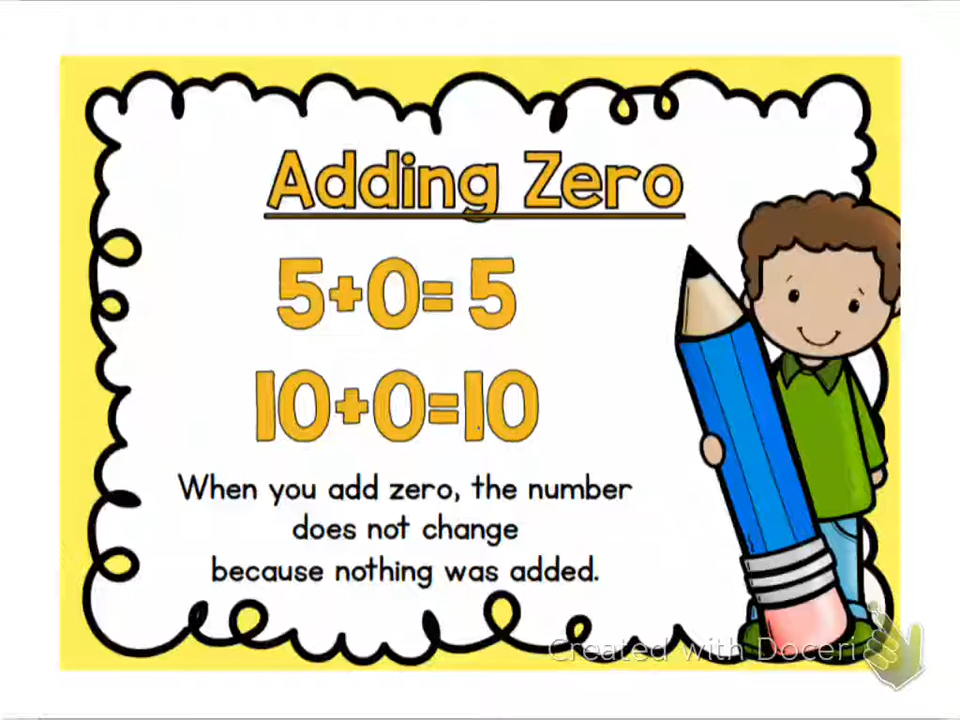 Adding Zero
5+0= 5
10+0=10
When you add zero, the number
does not change
because nothing was added.
Created with Doceri